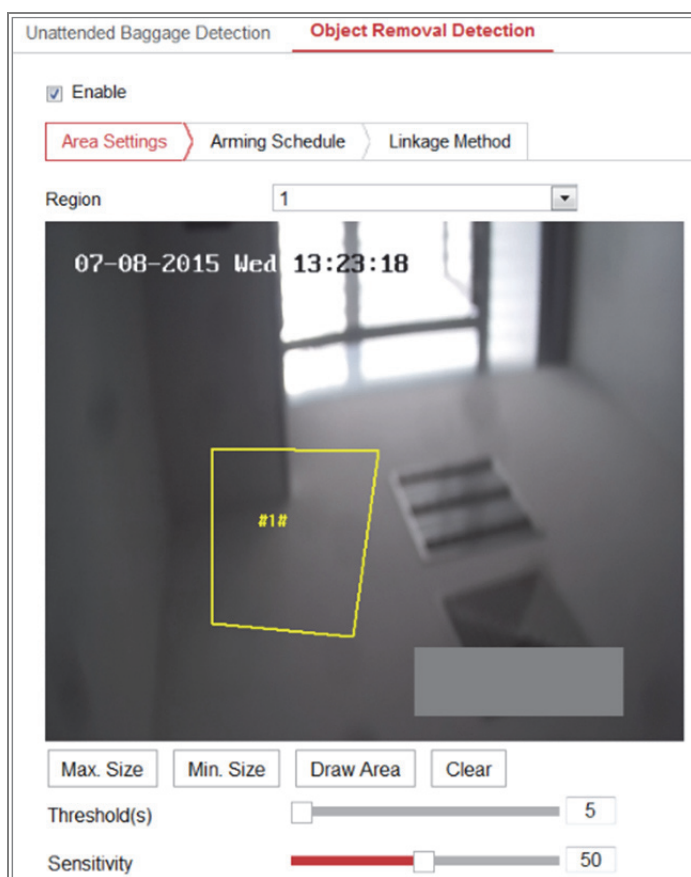 Unattended Baggage Detection Object Removal Detection
Enable
Area Settings Arming Schedule Linkage Method
Region 1
07-08-2015 Wed 13:23:18
#1#
Max. Size Min. Size Draw Area Clear
Threshold(s) 5
Sensitivity 50